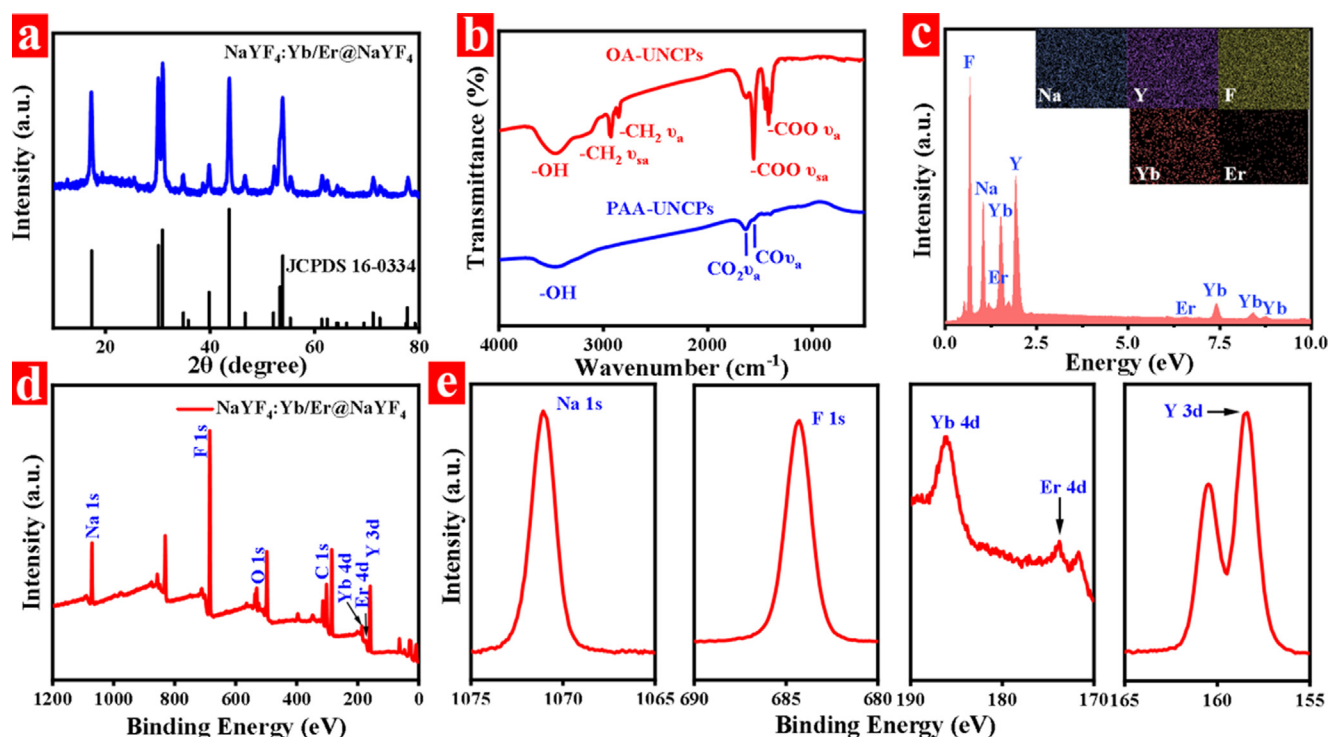 a
NaYF₄:Yb/Er@NaYF₄
JCPDS 16-0334
Intensity (a.u.)
20 40 60 80
2θ (degree)
b
OA-UNCPs
-CH₂ υₐ
-CH₂ υₛₐ
-OH
-COO υₐ
-COO υₛₐ
PAA-UNCPs
CO₂υₐ
COυₐ
-OH
Transmittance (%)
4000 3000 2000 1000
Wavenumber (cm⁻¹)
c
F
Na
Yb
Er
Y
Na Y F
Yb Er
Er
Yb
Yb
Yb
Intensity (a.u.)
0.0 2.5 5.0 7.5 10.0
Energy (eV)
d
NaYF₄:Yb/Er@NaYF₄
Na 1s
F 1s
O 1s
C 1s
Yb 4d
Er 4d
Y 3d
Intensity (a.u.)
1200 1000 800 600 400 200 0
Binding Energy (eV)
e
Na 1s
F 1s
Yb 4d
Er 4d
Y 3d
Intensity (a.u.)
1075 1070 1065
690 685 680
190 180 170
165 160 155
Binding Energy (eV)
Binding Energy (eV)